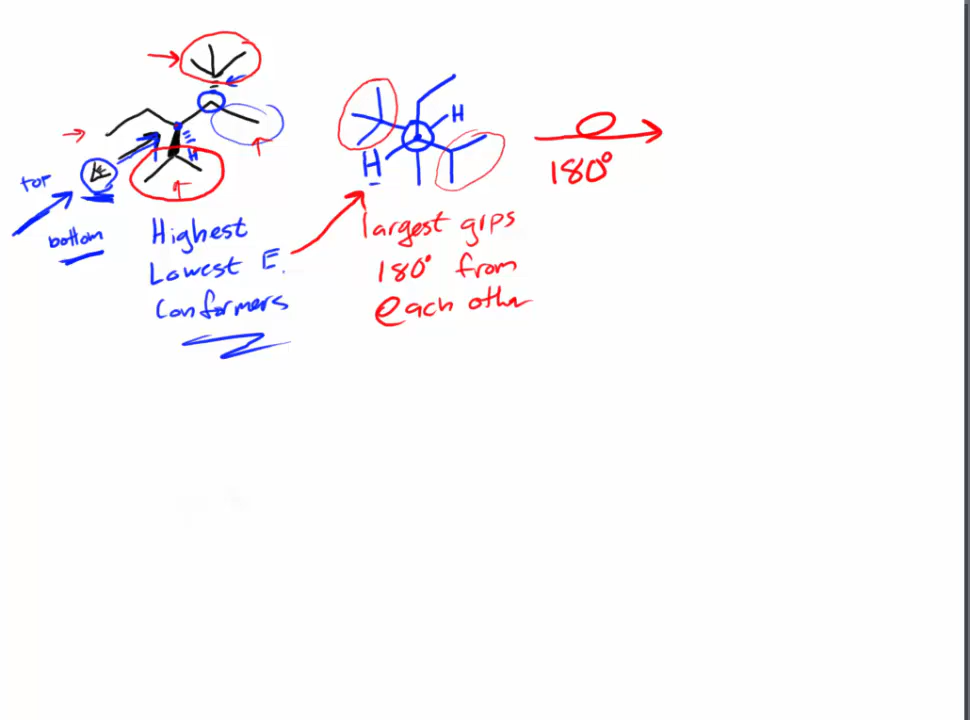 H
top
bottom
Highest
Lowest E.
Conformers
H
H
largest grps
180° from
each other
180°